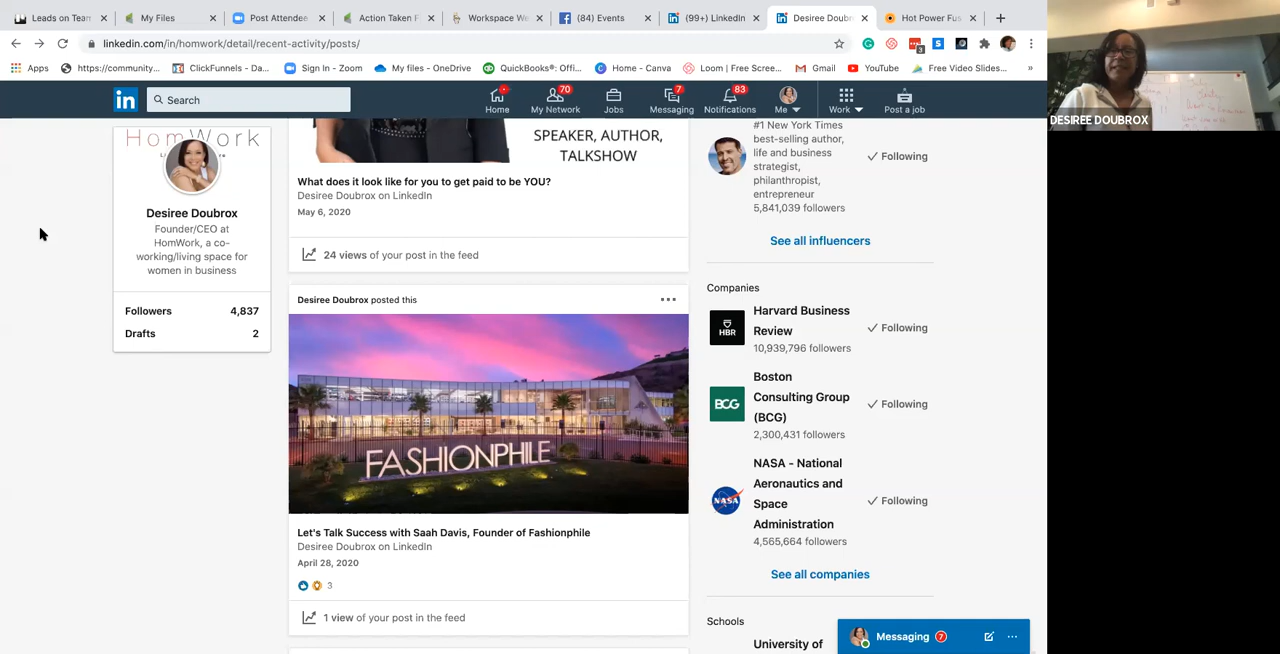 Leads on Team
My Files
Post Attendee
Action Taken F
Workspace We
(84) Events
(99+) LinkedIn
Desiree Doubr
Hot Power Fus
linkedin.com/in/homwork/detail/recent-activity/posts/
3
Apps
https://community...
ClickFunnels - Da...
Sign In - Zoom
My files - OneDrive
QuickBooks®: Offi...
Home - Canva
Loom | Free Scree...
Gmail
YouTube
Free Video Slides...
»
in
Search
Home
70
My Network
Jobs
7
Messaging
83
Notifications
Me
Work
Post a job
DESIREE DOUBROX
HomWork
Desiree Doubrox
Founder/CEO at
HomWork, a co-
working/living space for
women in business
Followers 4,837
Drafts 2
SPEAKER, AUTHOR,
TALKSHOW
What does it look like for you to get paid to be YOU?
Desiree Doubrox on LinkedIn
May 6, 2020
24 views of your post in the feed
Desiree Doubrox posted this
FASHIONPHILE
Let's Talk Success with Saah Davis, Founder of Fashionphile
Desiree Doubrox on LinkedIn
April 28, 2020
3
1 view of your post in the feed
#1 New York Times
best-selling author,
life and business
strategist,
philanthropist,
entrepreneur
5,841,039 followers
Following
See all influencers
Companies
HBR
Harvard Business
Review
10,939,796 followers
Following
BCG
Boston
Consulting Group
(BCG)
2,300,431 followers
Following
NASA
NASA - National
Aeronautics and
Space
Administration
4,565,664 followers
Following
See all companies
Schools
University of
Messaging 7